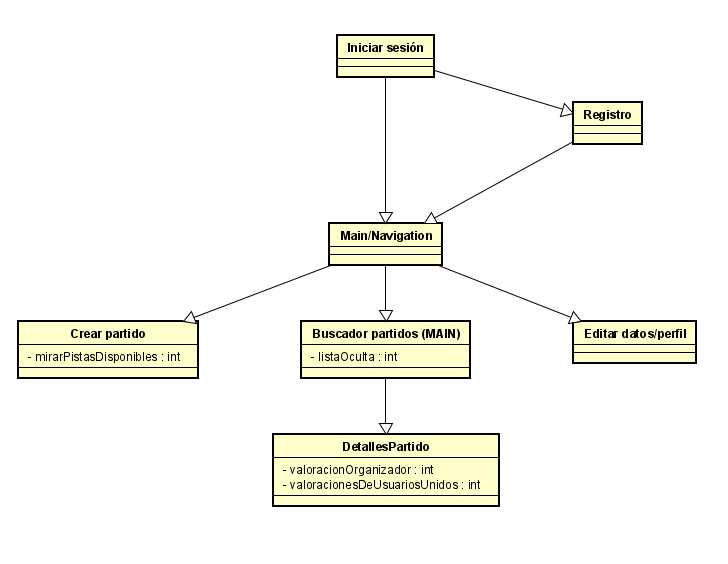 Iniciar sesión
Registro
Main/Navigation
Crear partido
- mirarPistasDisponibles : int
Buscador partidos (MAIN)
- listaOculta : int
Editar datos/perfil
DetallesPartido
- valoracionOrganizador : int
- valoracionesDeUsuariosUnidos : int